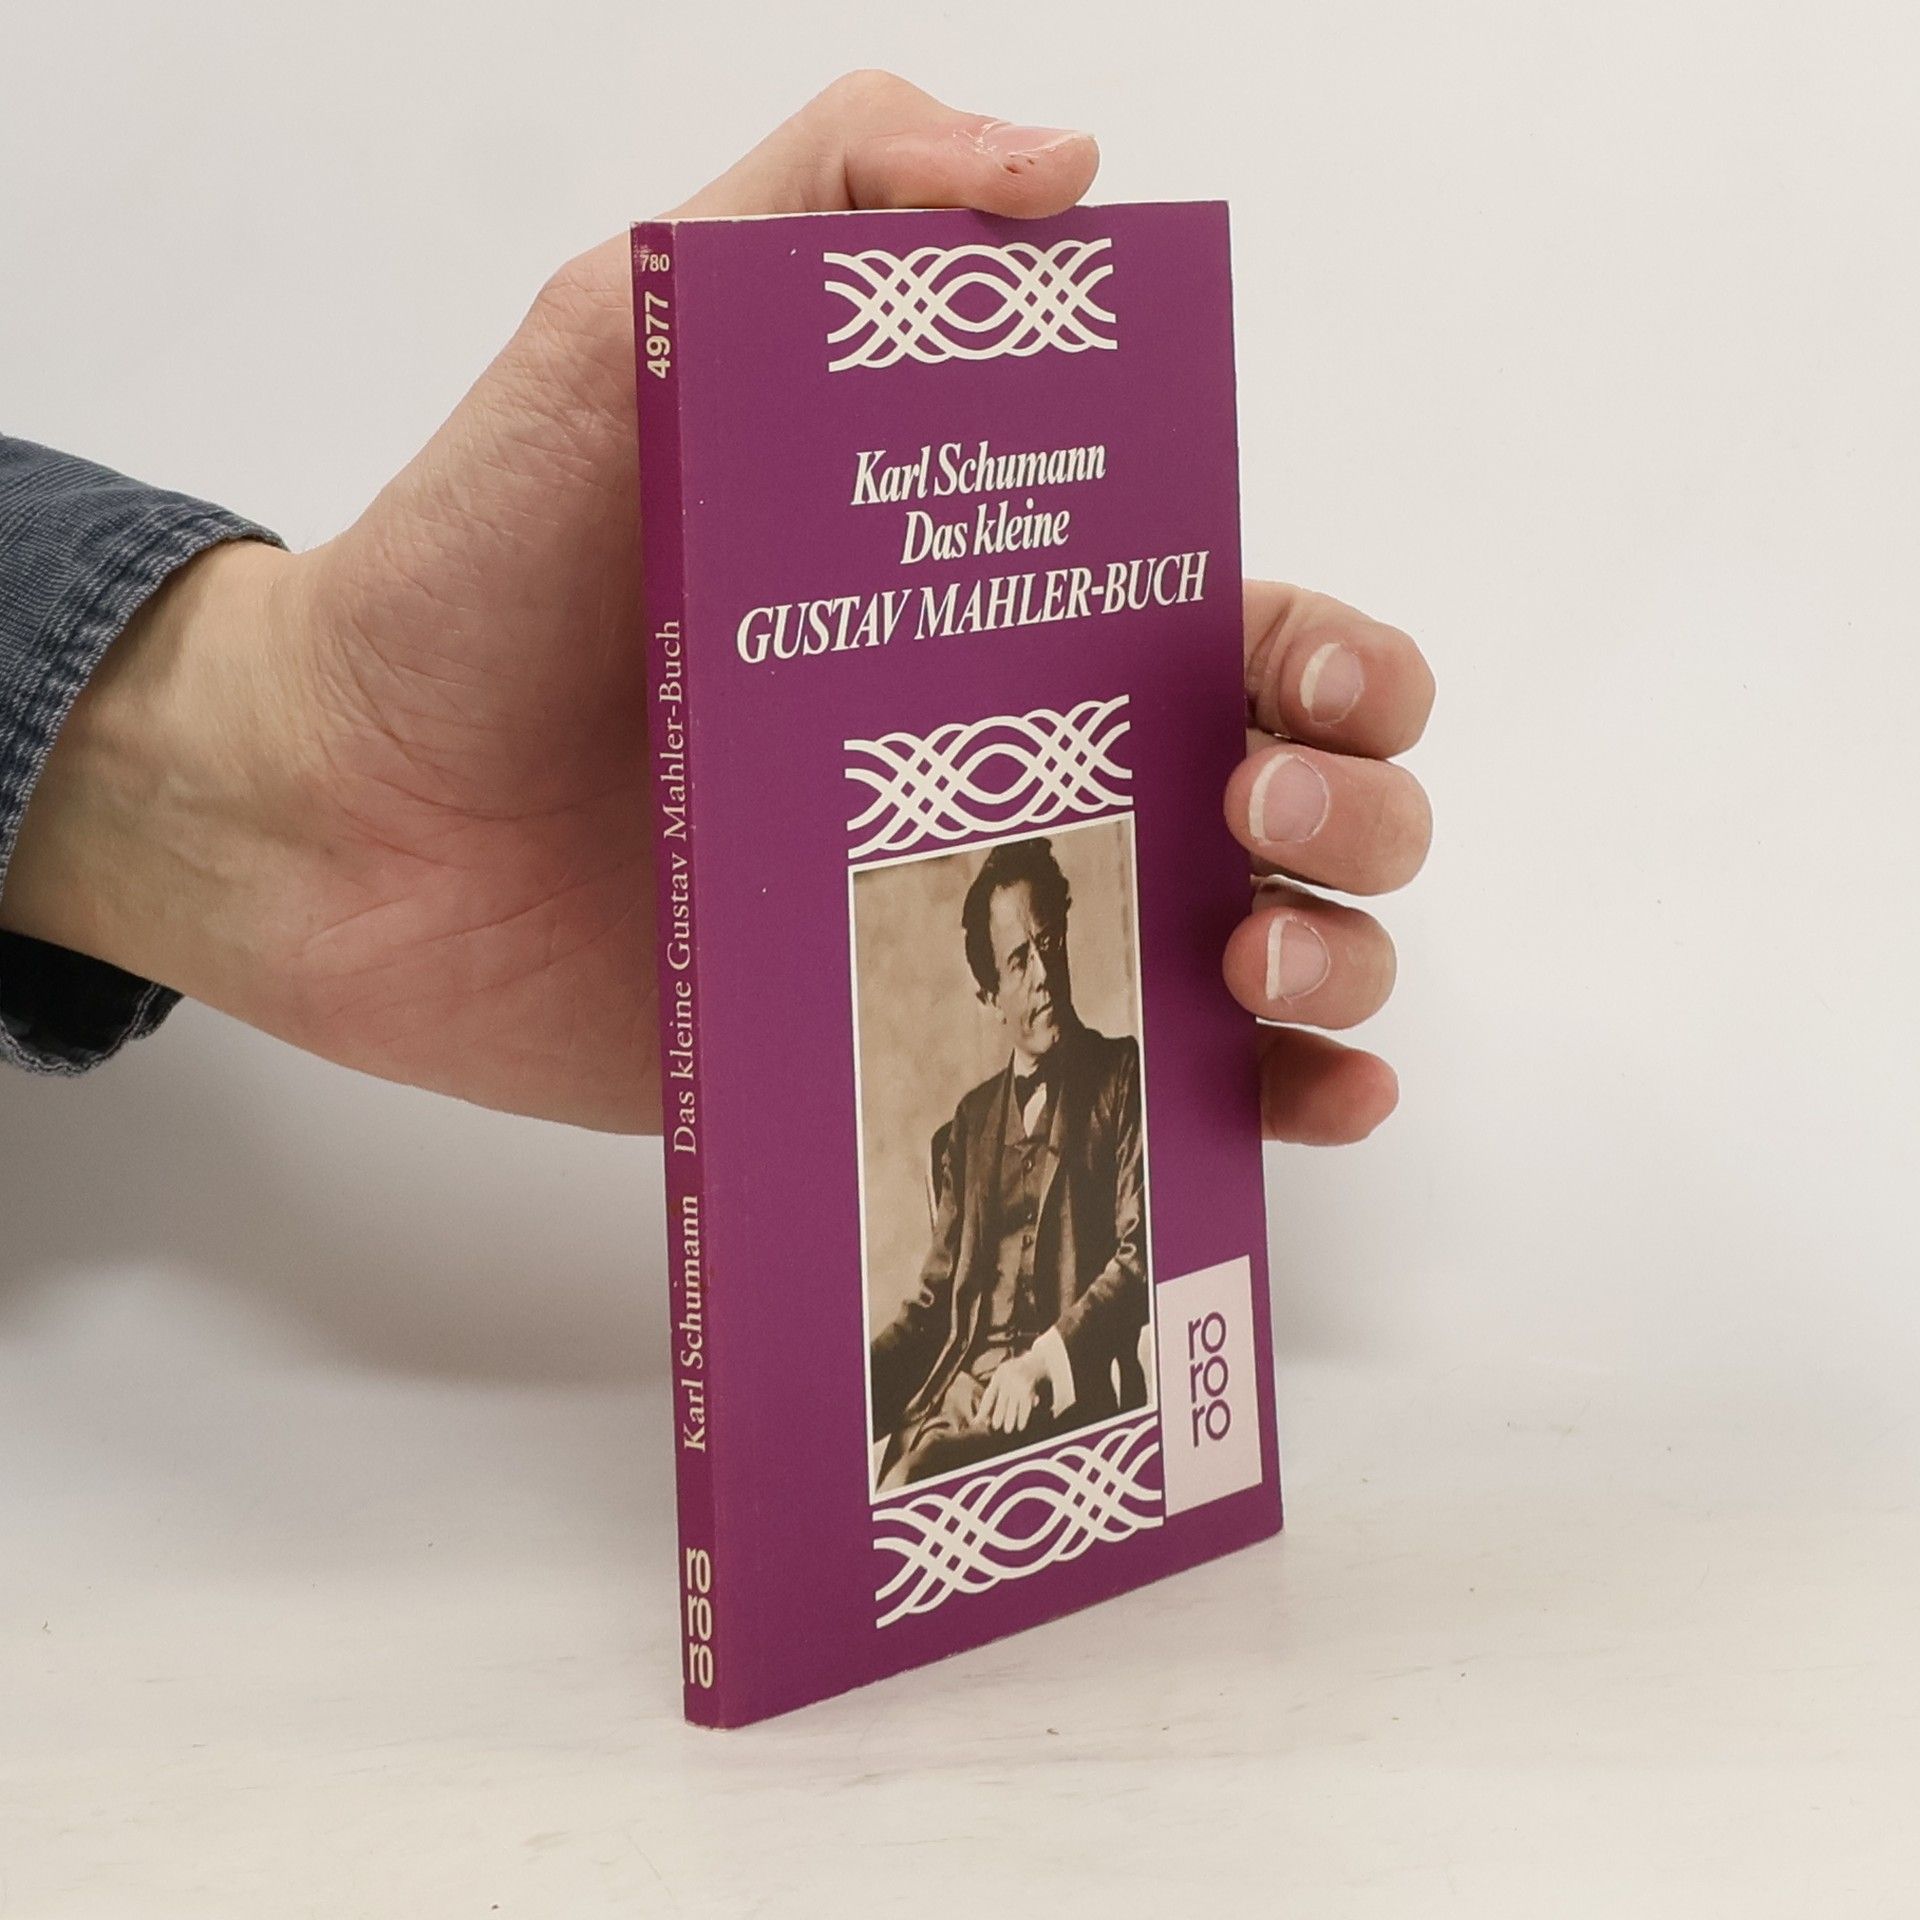 780
4977
Karl Schumann Das kleine Gustav Mahler-Buch
ro
ro
ro
Karl Schumann
Das kleine
GUSTAV MAHLER-BUCH
ro
ro
ro